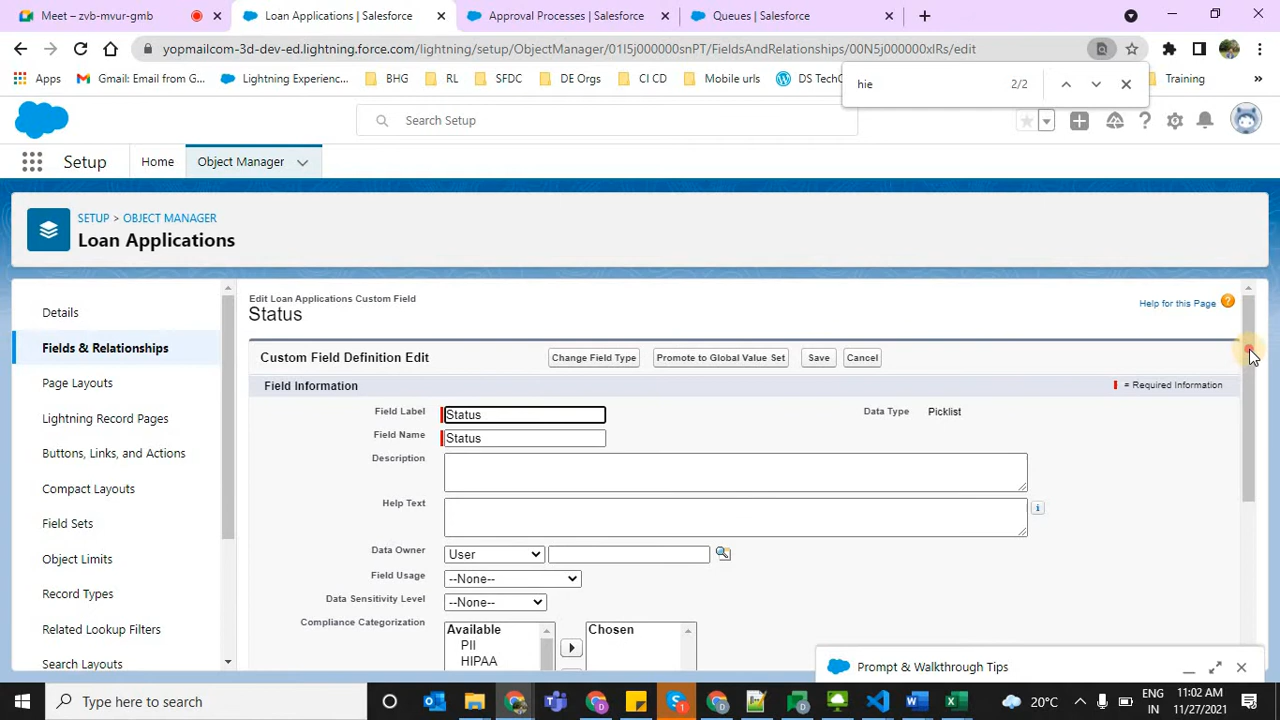 Meet – zvb-mvur-gmb
Loan Applications | Salesforce
Approval Processes | Salesforce
Queues | Salesforce
yopmailcom-3d-dev-ed.lightning.force.com/lightning/setup/ObjectManager/01I5j000000snPT/FieldsAndRelationships/00N5j000000xIRs/edit
Apps
Gmail: Email from G...
Lightning Experienc...
BHG
RL
SFDC
DE Orgs
CI CD
Mobile urls
DS TechC
Training
hie
2/2
Search Setup
Setup
Home
Object Manager
SETUP > OBJECT MANAGER
Loan Applications
Details
Fields & Relationships
Page Layouts
Lightning Record Pages
Buttons, Links, and Actions
Compact Layouts
Field Sets
Object Limits
Record Types
Related Lookup Filters
Search Layouts
Edit Loan Applications Custom Field
Status
Help for this Page
Custom Field Definition Edit
Change Field Type
Promote to Global Value Set
Save
Cancel
Field Information
= Required Information
Field Label
Status
Data Type
Picklist
Field Name
Status
Description
Help Text
Data Owner
User
Field Usage
--None--
Data Sensitivity Level
--None--
Compliance Categorization
Available
PII
HIPAA
Chosen
Prompt & Walkthrough Tips
Type here to search
20°C
ENG
IN
11:02 AM
11/27/2021